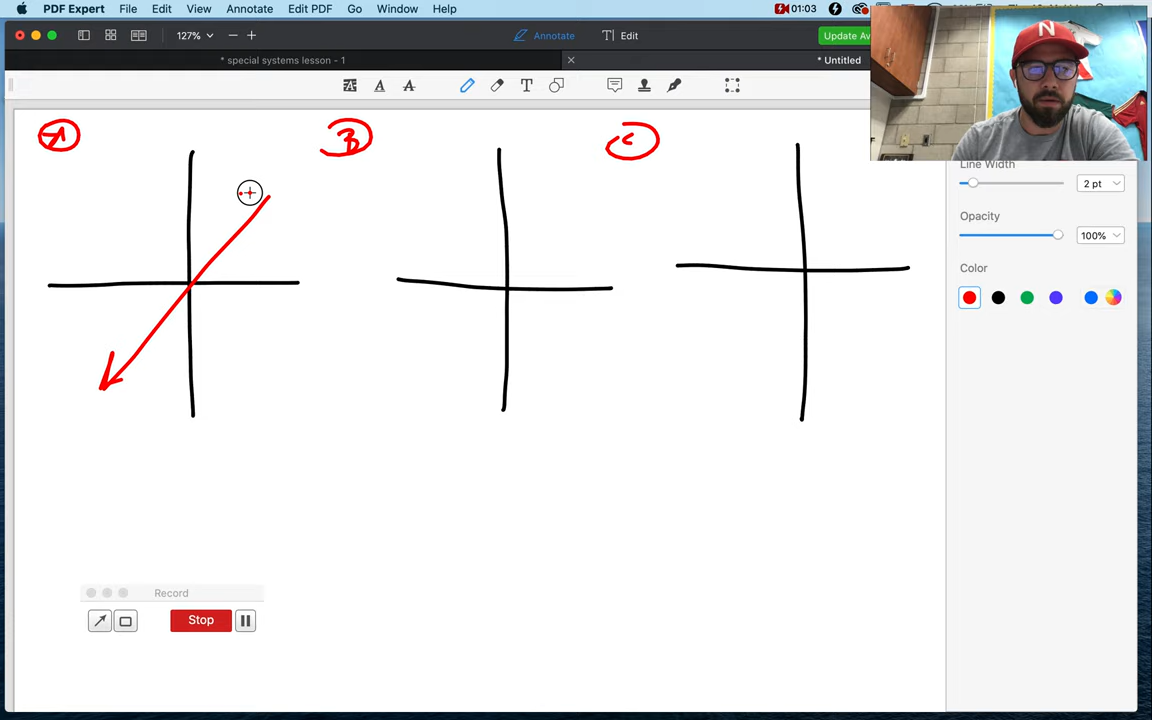 PDF Expert File Edit View Annotate Edit PDF Go Window Help 01:03
127% Annotate Edit Update Av
* special systems lesson - 1 * Untitled
A B C
N
Line Width
2 pt
Opacity
100%
Color
Record
Stop